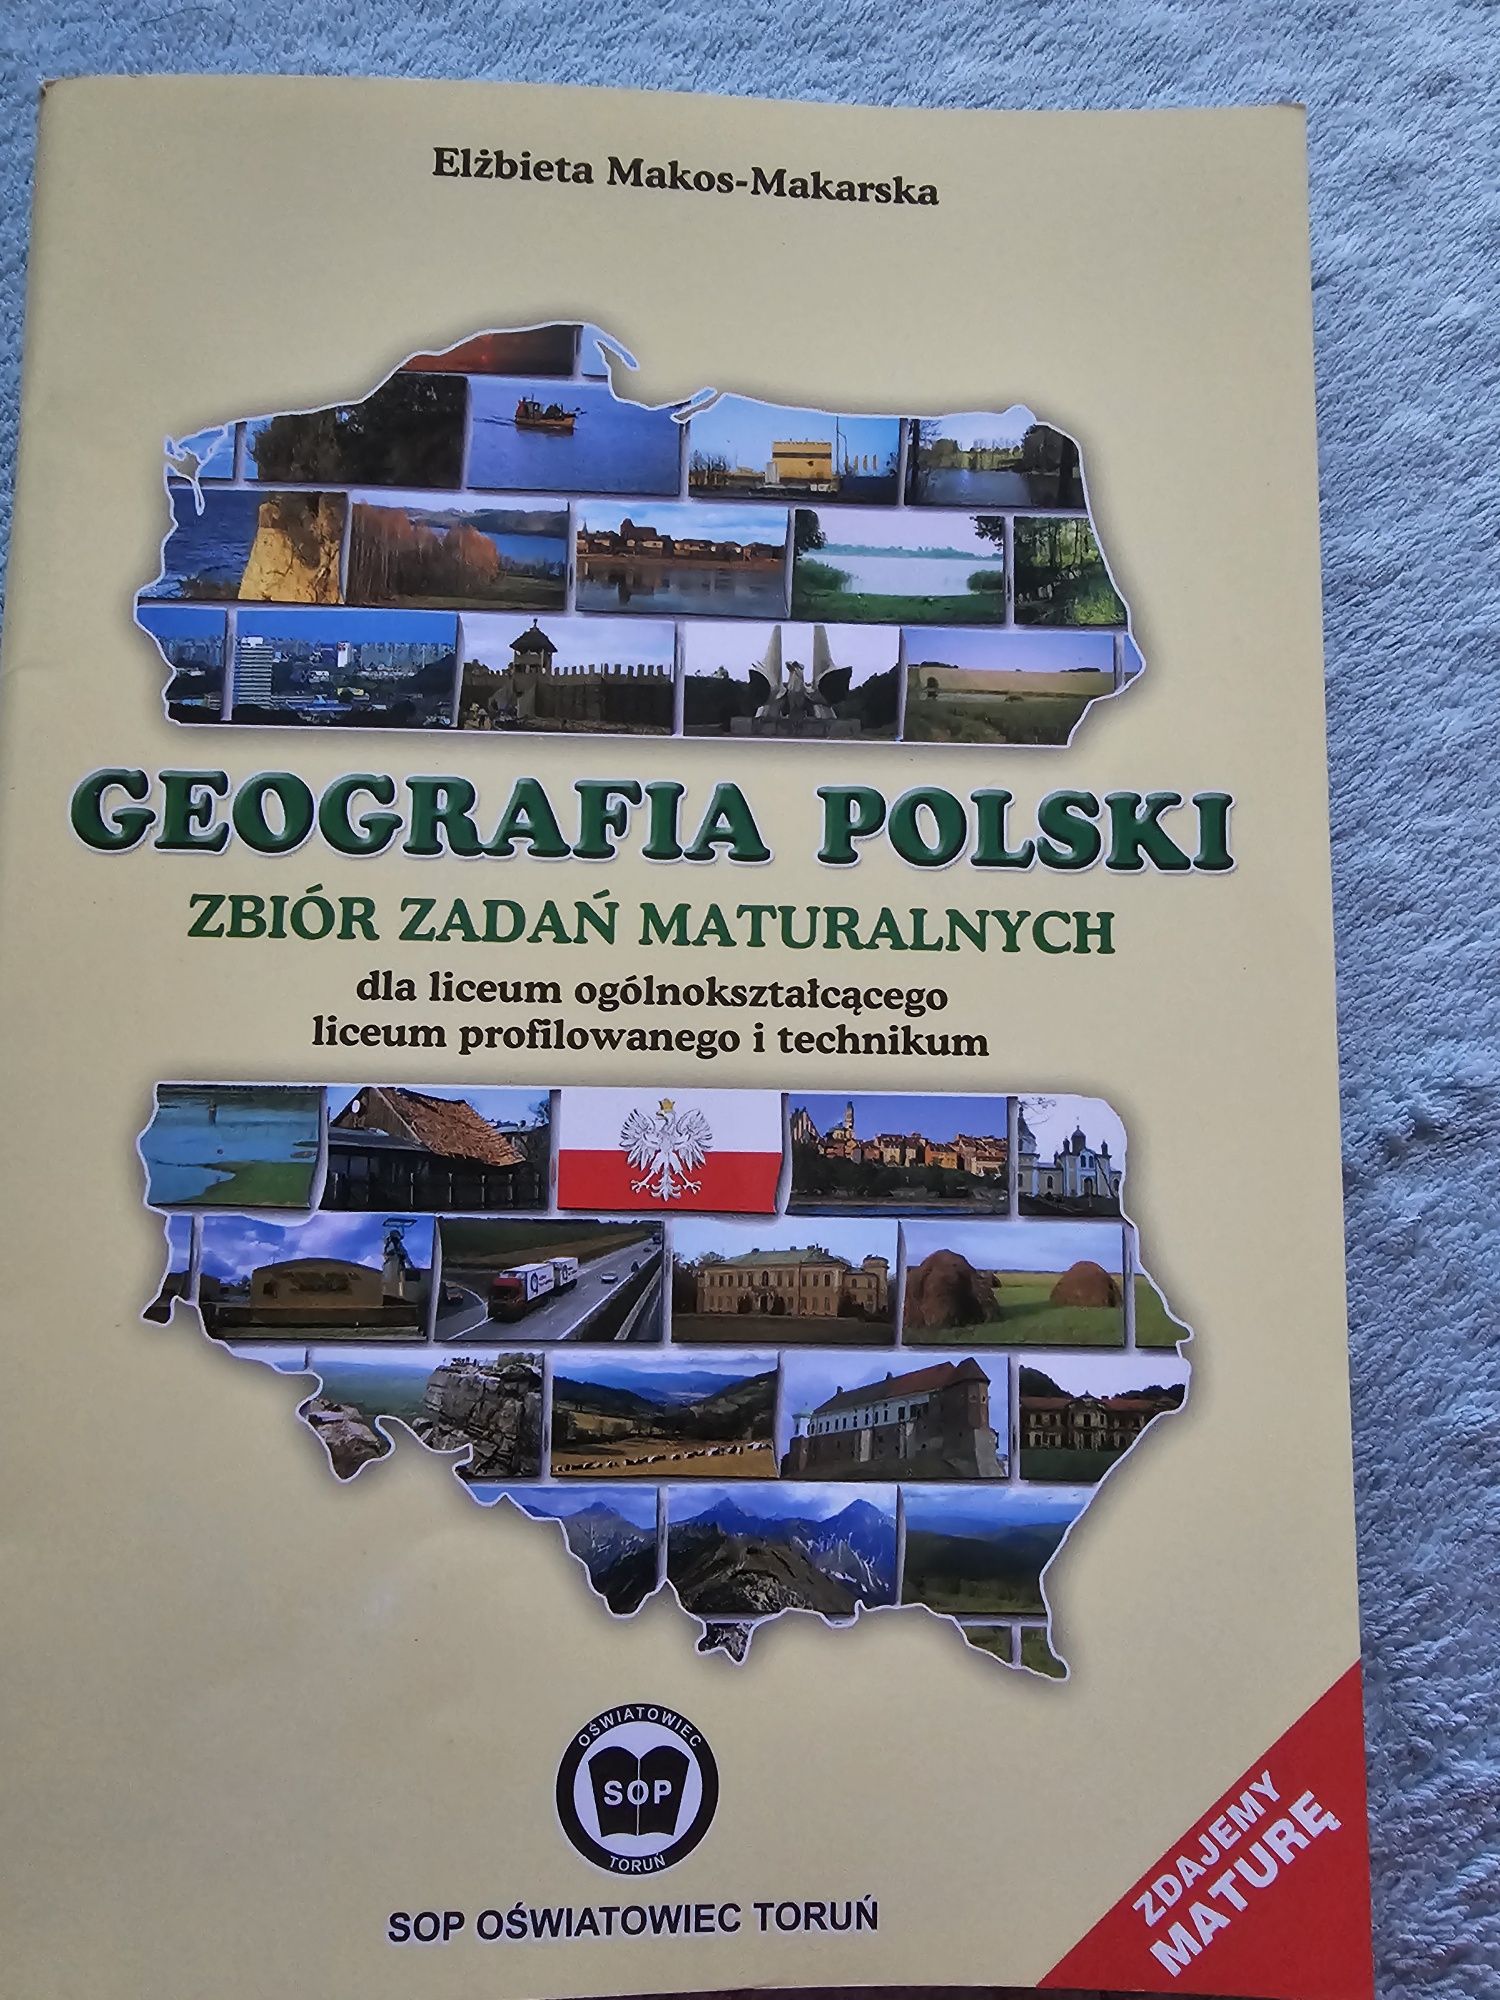 Elżbieta Makos-Makarska
GEOGRAFIA POLSKI
ZBIÓR ZADAŃ MATURALNYCH
dla liceum ogólnokształcącego
liceum profilowanego i technikum
OŚWIATOWIEC
SOP
TORUŃ
SOP OŚWIATOWIEC TORUŃ
ZDAJEMY
MATURĘ